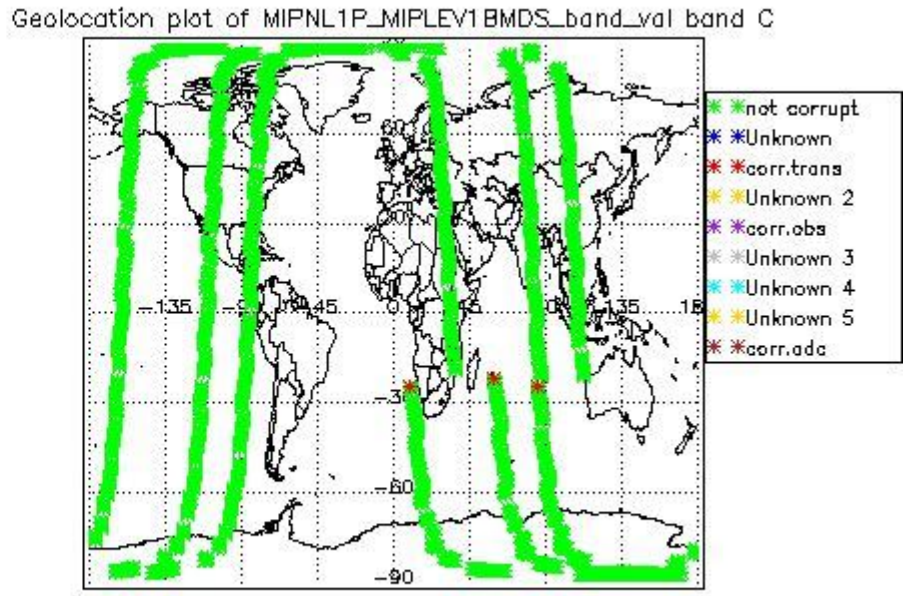 Geolocation plot of MIPNL1P_MIPLEV1BMDS_band_val band C
not corrupt
Unknown
corr.trans
Unknown 2
corr.obs
Unknown 3
Unknown 4
Unknown 5
corr.adc
60
-135
45
0
135
-60
-90